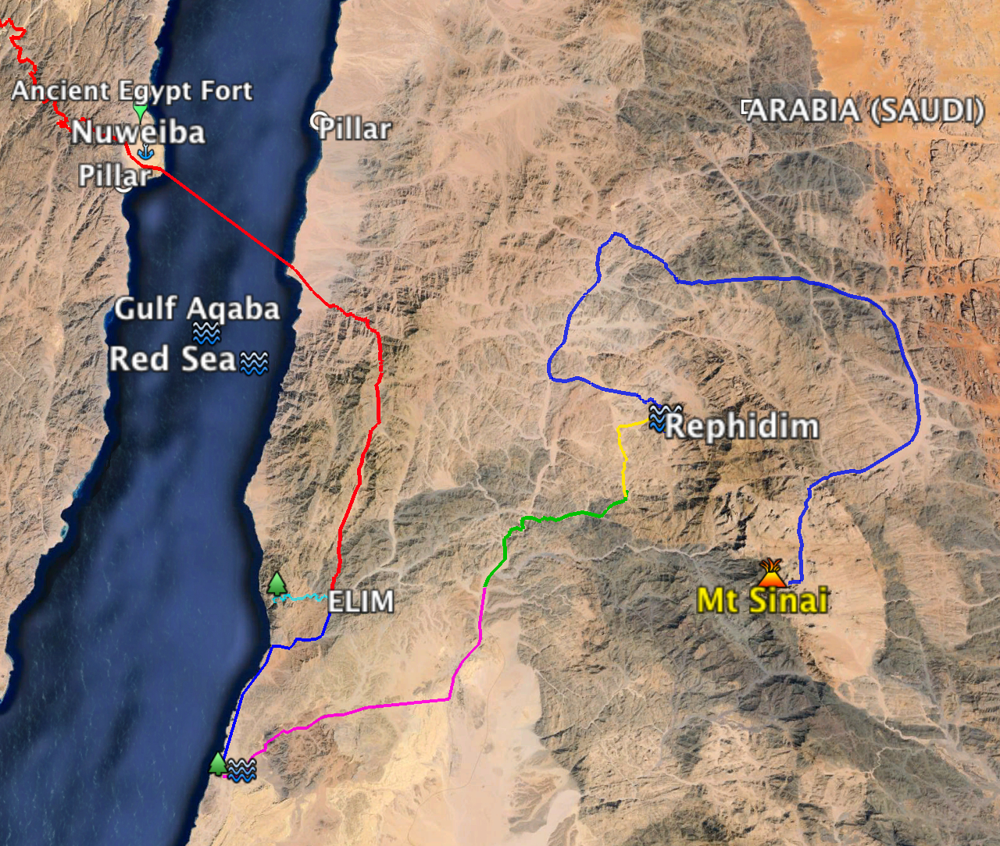 Ancient Egypt Fort
Nuweiba
Pillar
Pillar
ARABIA (SAUDI)
Gulf Aqaba
Red Sea
Rephidim
ELIM
Mt Sinai